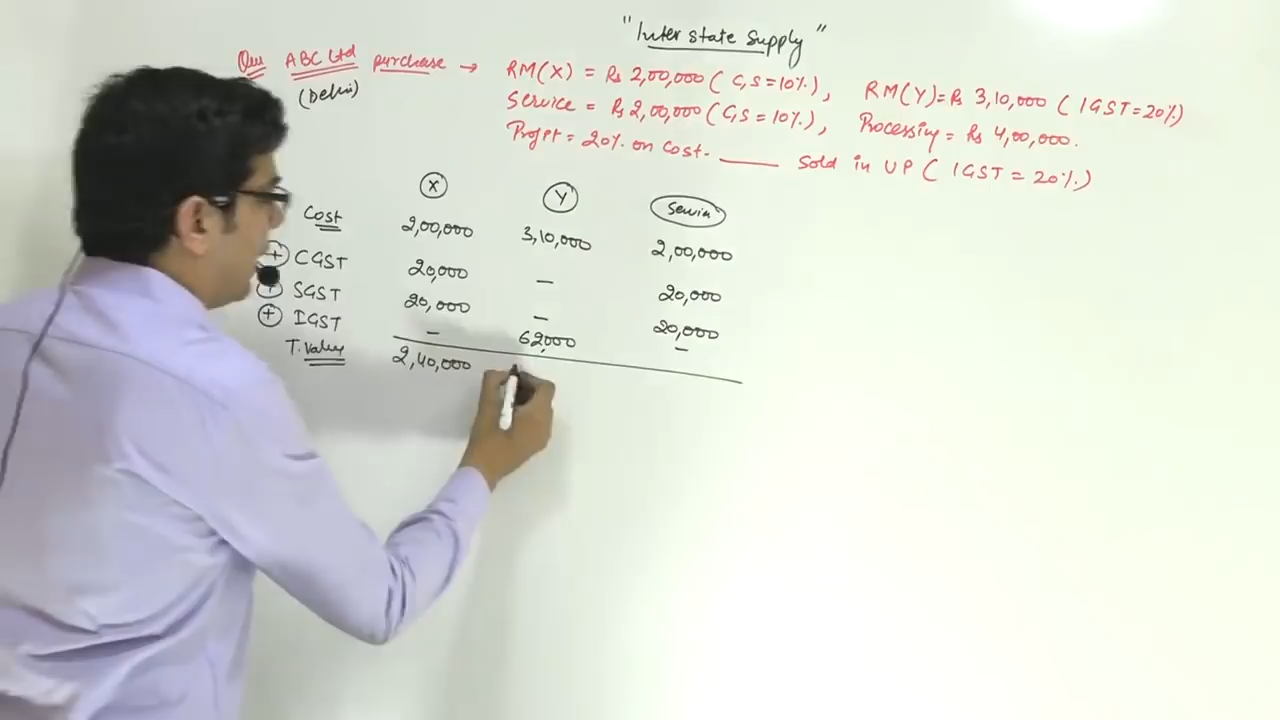 "Inter state Supply"
Que ABC Ltd purchase → RM(X) = Rs 2,00,000 (C,S=10%), RM(Y)= Rs 3,10,000 (IGST=20%)
(Delhi) Service = Rs 2,00,000 (CS = 10%), Processing = Rs 4,00,000.
Profit = 20% on Cost. — Sold in UP (IGST = 20%)
X Y Service
Cost 2,00,000 3,10,000 2,00,000
+ CGST 20,000 — 20,000
+ SGST 20,000 — 20,000
+ IGST — 62,000 —
T. Value 2,40,000